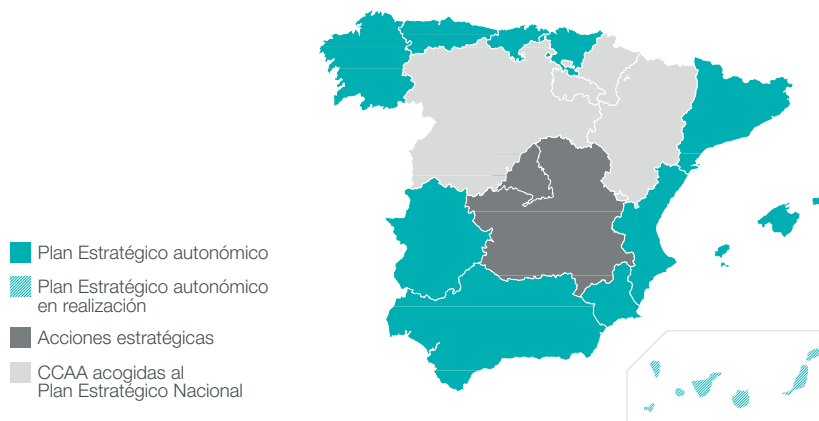 Plan Estratégico autonómico
Plan Estratégico autonómico
en realización
Acciones estratégicas
CCAA acogidas al
Plan Estratégico Nacional